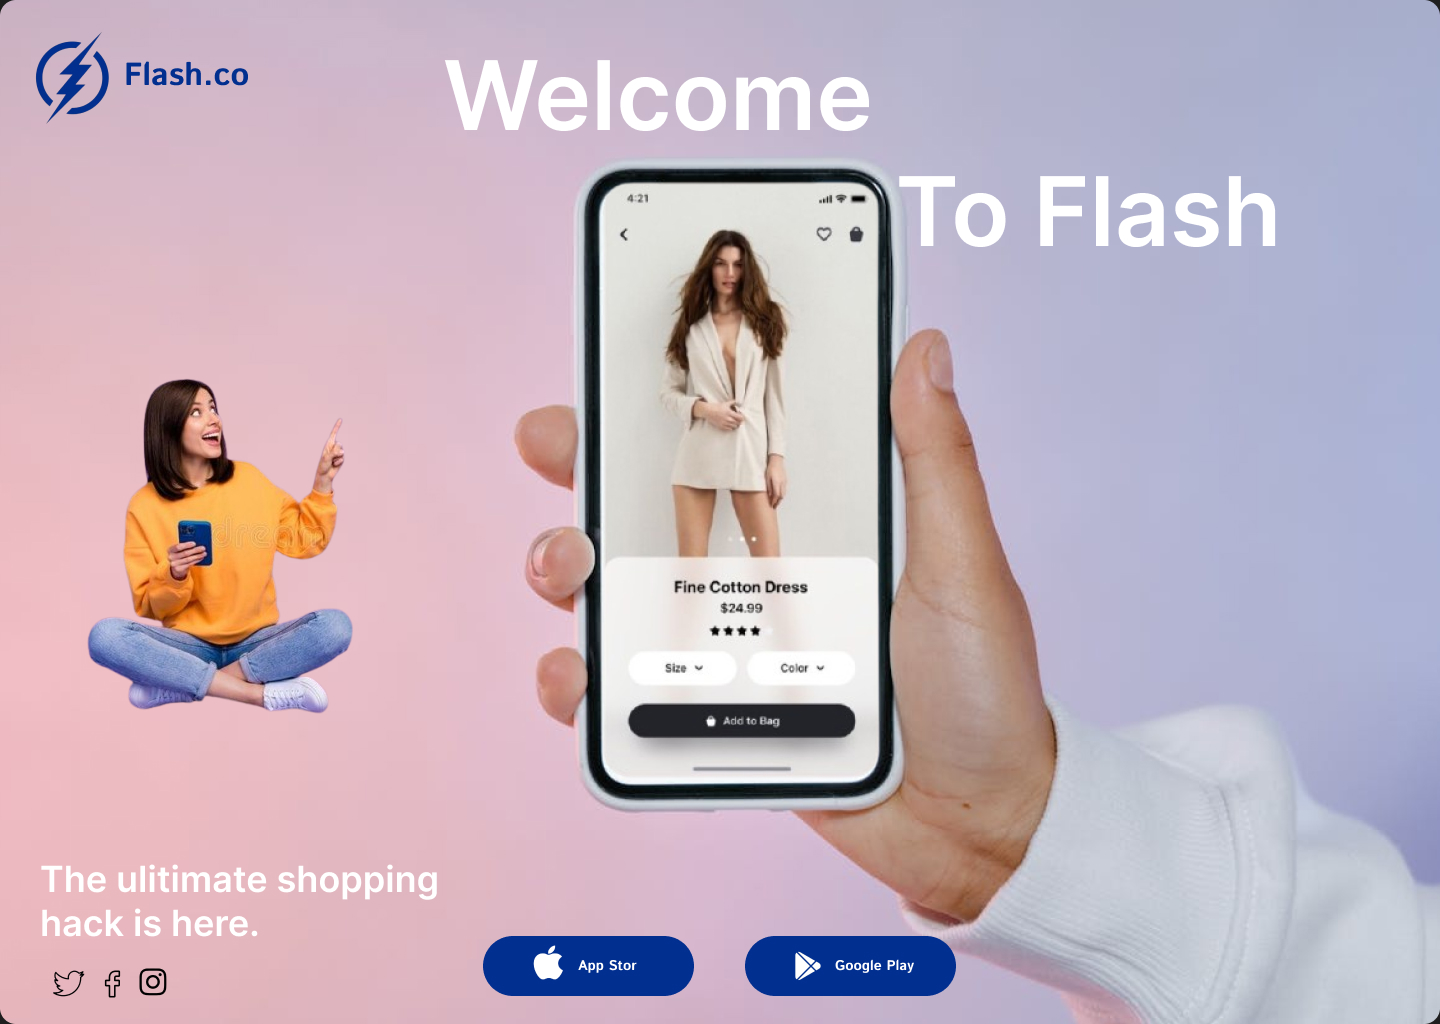 Flash.co
Welcome
To Flash
4:21
dream
Fine Cotton Dress
$24.99
Size
Color
Add to Bag
The ulitimate shopping
hack is here.
App Stor
Google Play